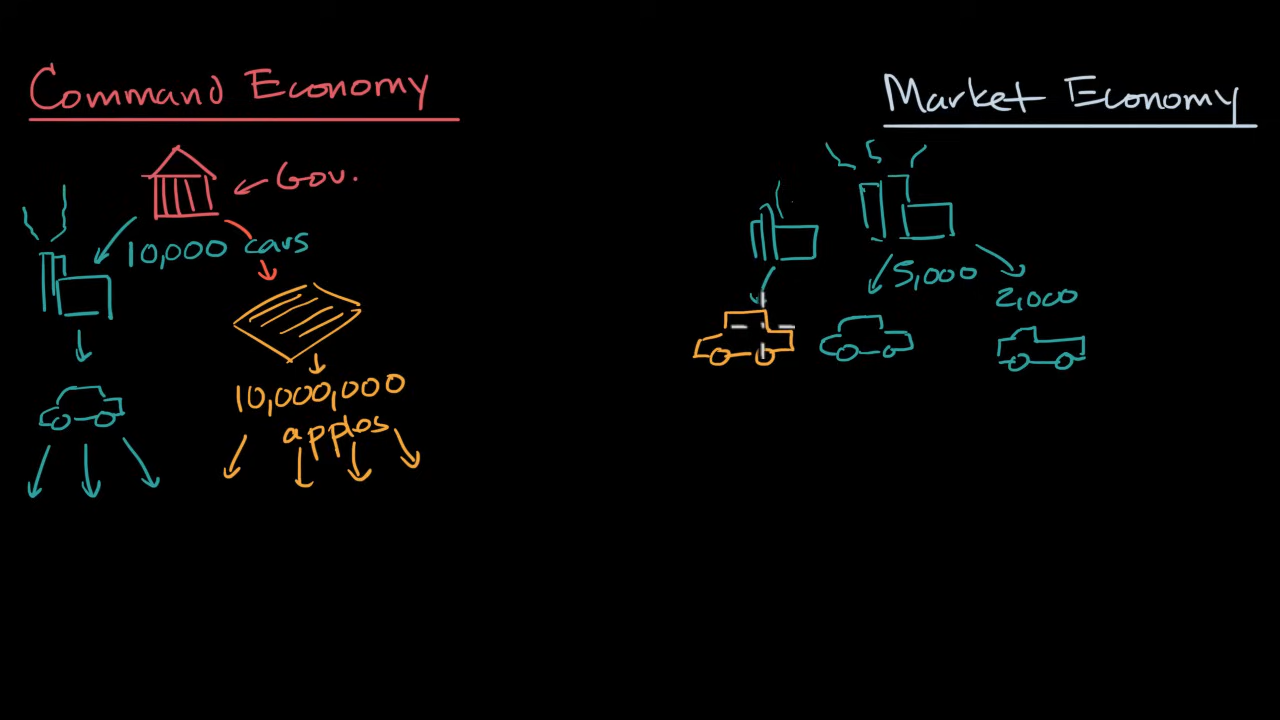 Command Economy
Market Economy
Gov.
10,000 cars
5,000
2,000
10,000,000
apples